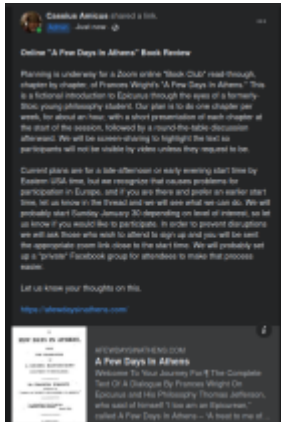 Cassius Amicus shared a link.
Admin · Just now ·
Online "A Few Days In Athens" Book Review
Planning is underway for a Zoom online "Book Club" read-through,
chapter by chapter, of Frances Wright's "A Few Days In Athens." This
is a fictional introduction to Epicurus through the eyes of a formerly-
Stoic young philosophy student. Our plan is to do one chapter per
week, for about an hour, with a short presentation of each chapter at
the start of the session, followed by a round-the-table discussion
afterward. We will be screen-sharing to highlight the text so
participants will not be visible by video unless they request to be.
Current plans are for a late-afternoon or early evening start time by
Eastern USA time, but we recognize that causes problems for
participation in Europe, and if you are there and prefer an earlier start
time, let us know in the thread and we will see what we can do. We will
probably start Sunday January 30 depending on level of interest, so let
us know if you would like to participate. In order to prevent disruptions
we will ask those who wish to attend to sign up and you will be sent
the appropriate zoom link close to the start time. We will probably set
up a "private" Facebook group for attendees to make that process
easier.
Let us know your thoughts on this.
https://afewdaysinathens.com/
FEW DAYS IN ATHENS
AFEWDAYSINATHENS.COM
A Few Days In Athens
Welcome To Your Journey For ¶ The Complete
Text Of A Dialogue By Frances Wright On
Epicurus and His Philosophy Thomas Jefferson,
who said of himself 'I too am an Epicurean,'
called A Few Days In Athens – 'A treat to me of ...